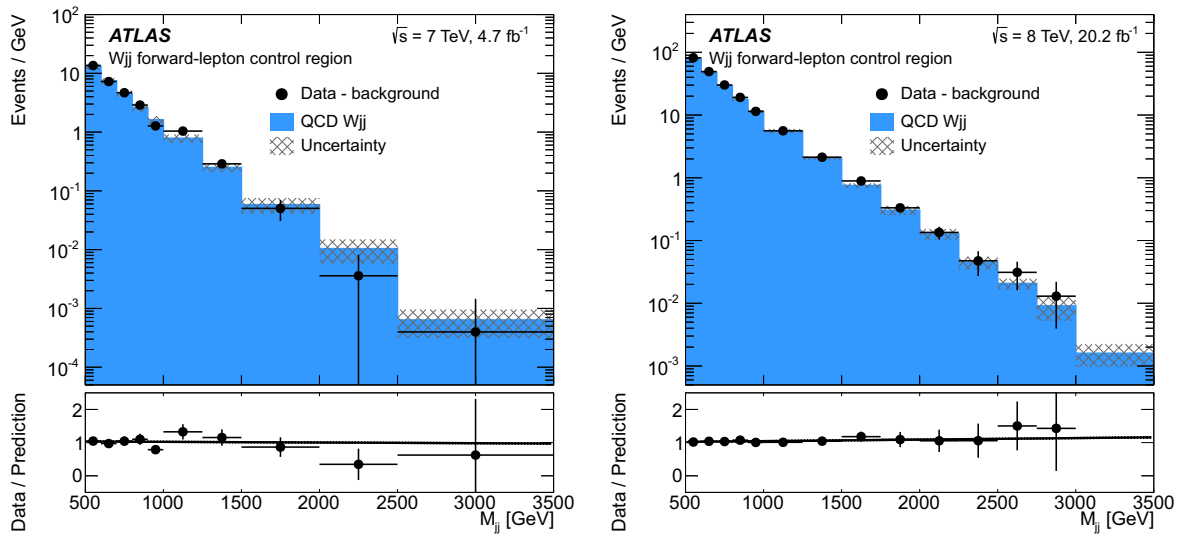 ATLAS
√s = 7 TeV, 4.7 fb⁻¹
Wjj forward-lepton control region
Data - background
QCD Wjj
Uncertainty
Events / GeV
10²
10
1
10⁻¹
10⁻²
10⁻³
10⁻⁴
Data / Prediction
2
1
0
500 1000 1500 2000 2500 3000 3500
M_jj [GeV]
ATLAS
√s = 8 TeV, 20.2 fb⁻¹
Wjj forward-lepton control region
Data - background
QCD Wjj
Uncertainty
Events / GeV
10²
10
1
10⁻¹
10⁻²
10⁻³
Data / Prediction
2
1
0
500 1000 1500 2000 2500 3000 3500
M_jj [GeV]